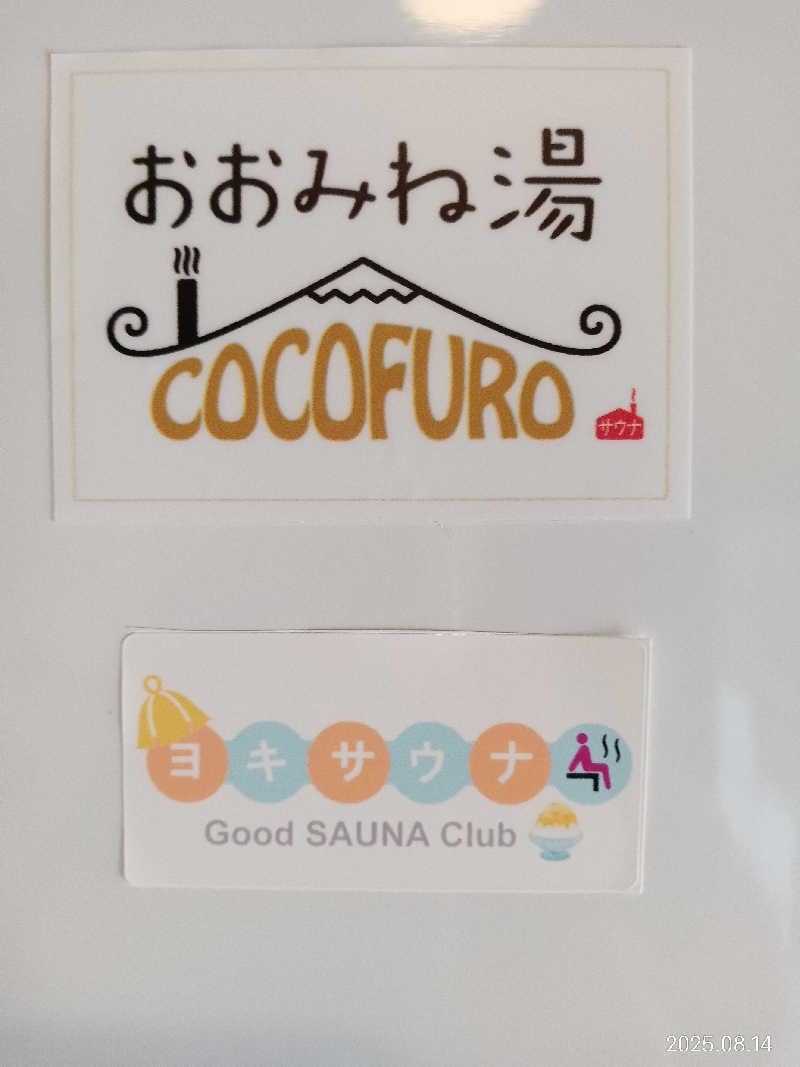 おおみね湯
COCOFURO
サウナ
ヨキサウナ
Good SAUNA Club
2025.08.14